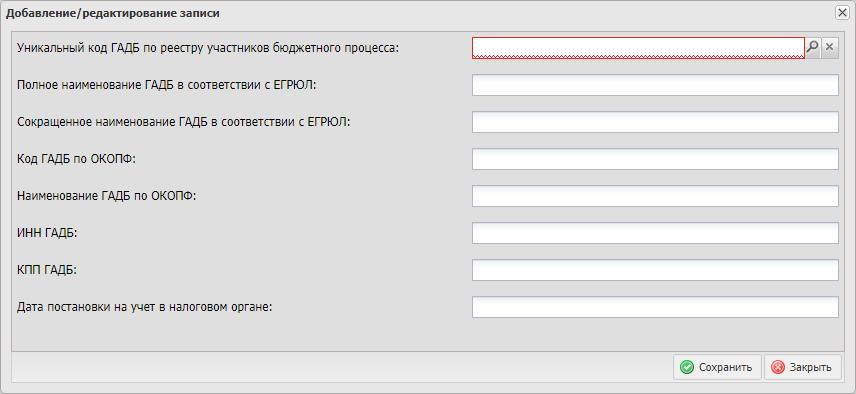 Добавление/редактирование записи
Уникальный код ГАДБ по реестру участников бюджетного процесса:
Полное наименование ГАДБ в соответствии с ЕГРЮЛ:
Сокращенное наименование ГАДБ в соответствии с ЕГРЮЛ:
Код ГАДБ по ОКОПФ:
Наименование ГАДБ по ОКОПФ:
ИНН ГАДБ:
КПП ГАДБ:
Дата постановки на учет в налоговом органе:
Сохранить Закрыть